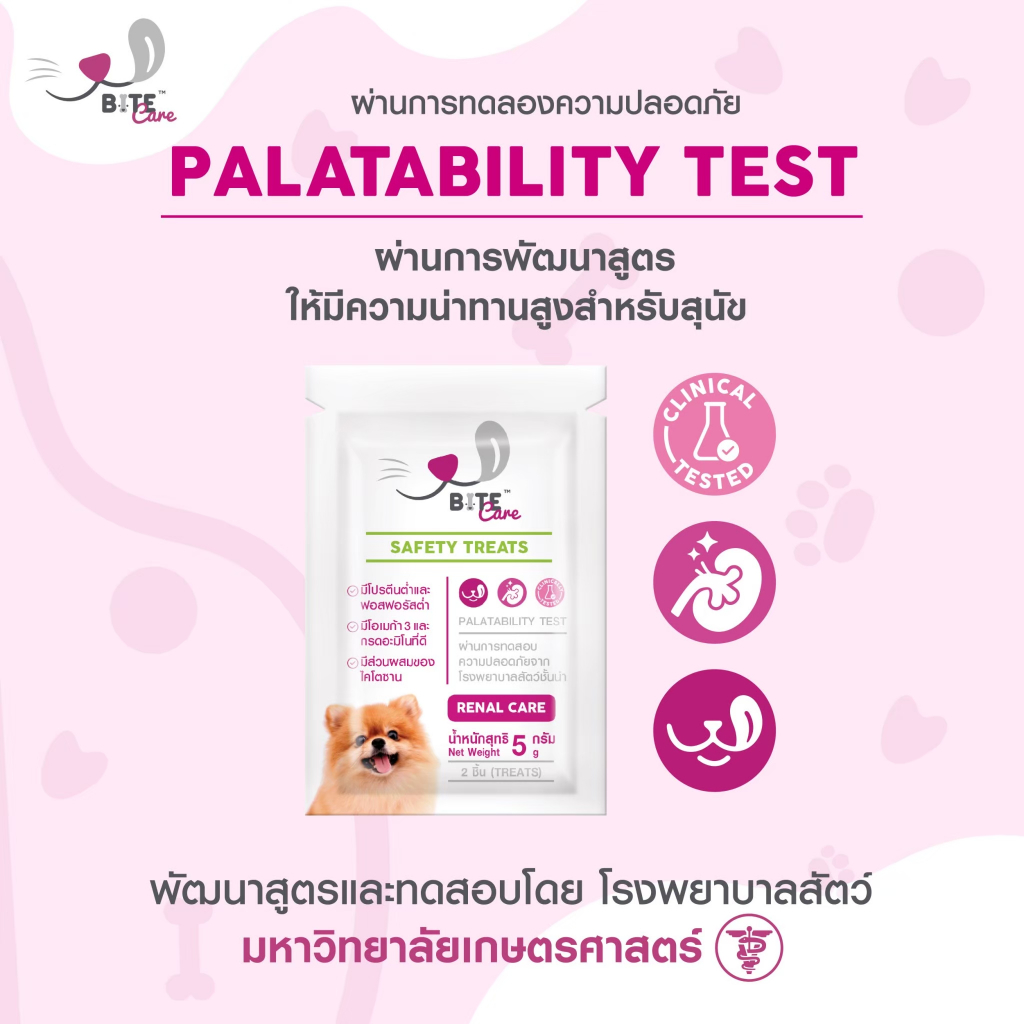 BITE™
Care
ผ่านการทดลองความปลอดภัย
PALATABILITY TEST
ผ่านการพัฒนาสูตร
ให้มีความน่าทานสูงสำหรับสุนัข
BITE™
Care
SAFETY TREATS
มีโปรตีนต่ำและ
ฟอสฟอรัสต่ำ
มีโอเมก้า 3 และ
กรดอะมิโนที่ดี
มีส่วนผสมของ
ไคโตซาน
CLINICAL
TESTED
PALATABILITY TEST
ผ่านการทดสอบ
ความปลอดภัยจาก
โรงพยาบาลสัตว์ชั้นนำ
RENAL CARE
น้ำหนักสุทธิ 5 กรัม
Net Weight g
2 ชิ้น (TREATS)
CLINICAL
TESTED
พัฒนาสูตรและทดสอบโดย โรงพยาบาลสัตว์
มหาวิทยาลัยเกษตรศาสตร์